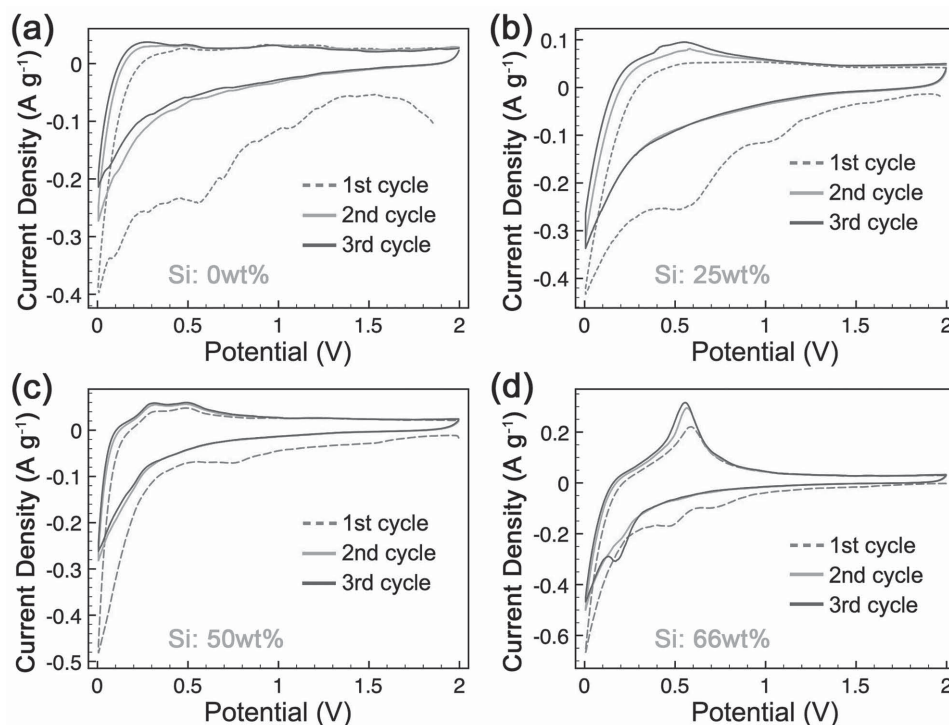 (a)
Current Density (A g⁻¹)
0
-0.1
-0.2
-0.3
-0.4
1st cycle
2nd cycle
3rd cycle
Si: 0wt%
0 0.5 1 1.5 2
Potential (V)
(b)
Current Density (A g⁻¹)
0.1
0
-0.1
-0.2
-0.3
-0.4
1st cycle
2nd cycle
3rd cycle
Si: 25wt%
0 0.5 1 1.5 2
Potential (V)
(c)
Current Density (A g⁻¹)
0
-0.1
-0.2
-0.3
-0.4
-0.5
1st cycle
2nd cycle
3rd cycle
Si: 50wt%
0 0.5 1 1.5 2
Potential (V)
(d)
Current Density (A g⁻¹)
0.2
0
-0.2
-0.4
-0.6
1st cycle
2nd cycle
3rd cycle
Si: 66wt%
0 0.5 1 1.5 2
Potential (V)